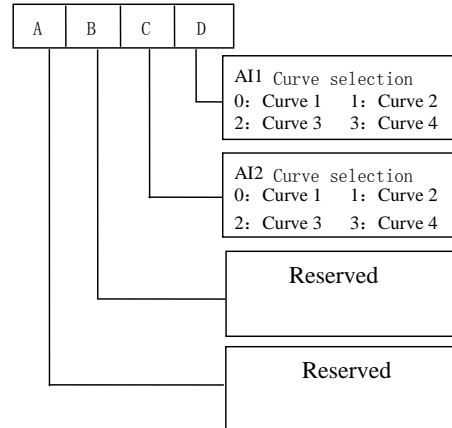 A B C D
AI1 Curve selection
0：Curve 1 1：Curve 2
2：Curve 3 3：Curve 4
AI2 Curve selection
0：Curve 1 1：Curve 2
2：Curve 3 3：Curve 4
Reserved
Reserved